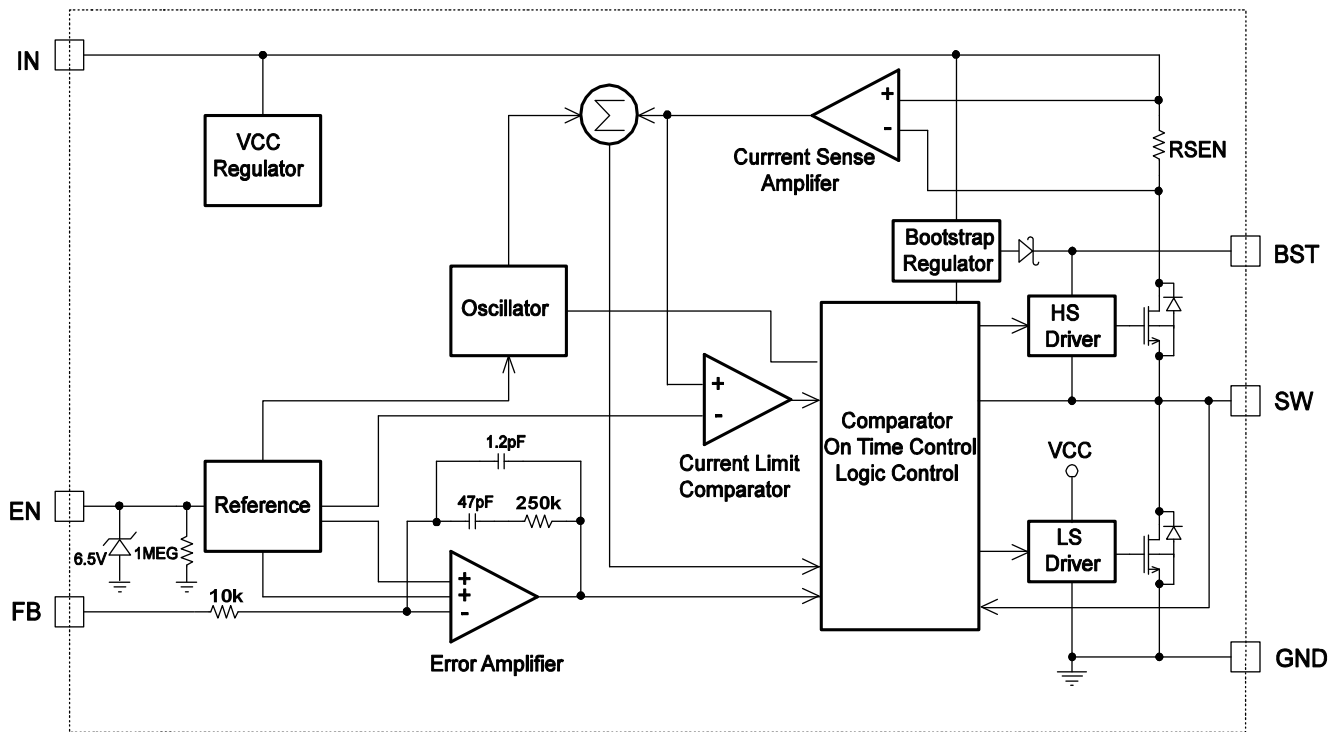 IN
VCC
Regulator
Σ
+
-
Currrent Sense
Amplifer
RSEN
Bootstrap
Regulator
BST
Oscillator
HS
Driver
+
-
Current Limit
Comparator
Comparator
On Time Control
Logic Control
SW
1.2pF
47pF
250k
VCC
EN
Reference
6.5V
1MEG
LS
Driver
FB
10k
+
+
-
Error Amplifier
GND